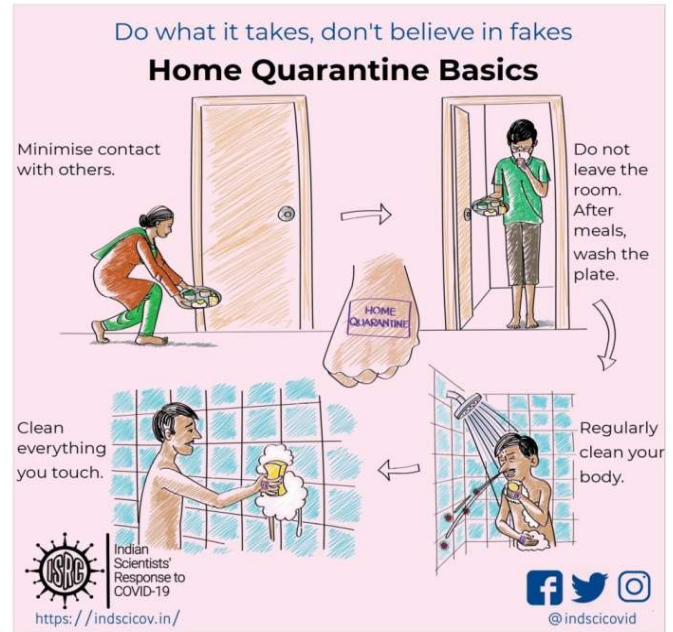 Do what it takes, don't believe in fakes
Home Quarantine Basics
Minimise contact
with others.
Do not
leave the
room.
After
meals,
wash the
plate.
HOME
QUARANTINE
Clean
everything
you touch.
Regularly
clean your
body.
ISRC
Indian
Scientists'
Response to
COVID-19
https://indscicov.in/
@indscicovid